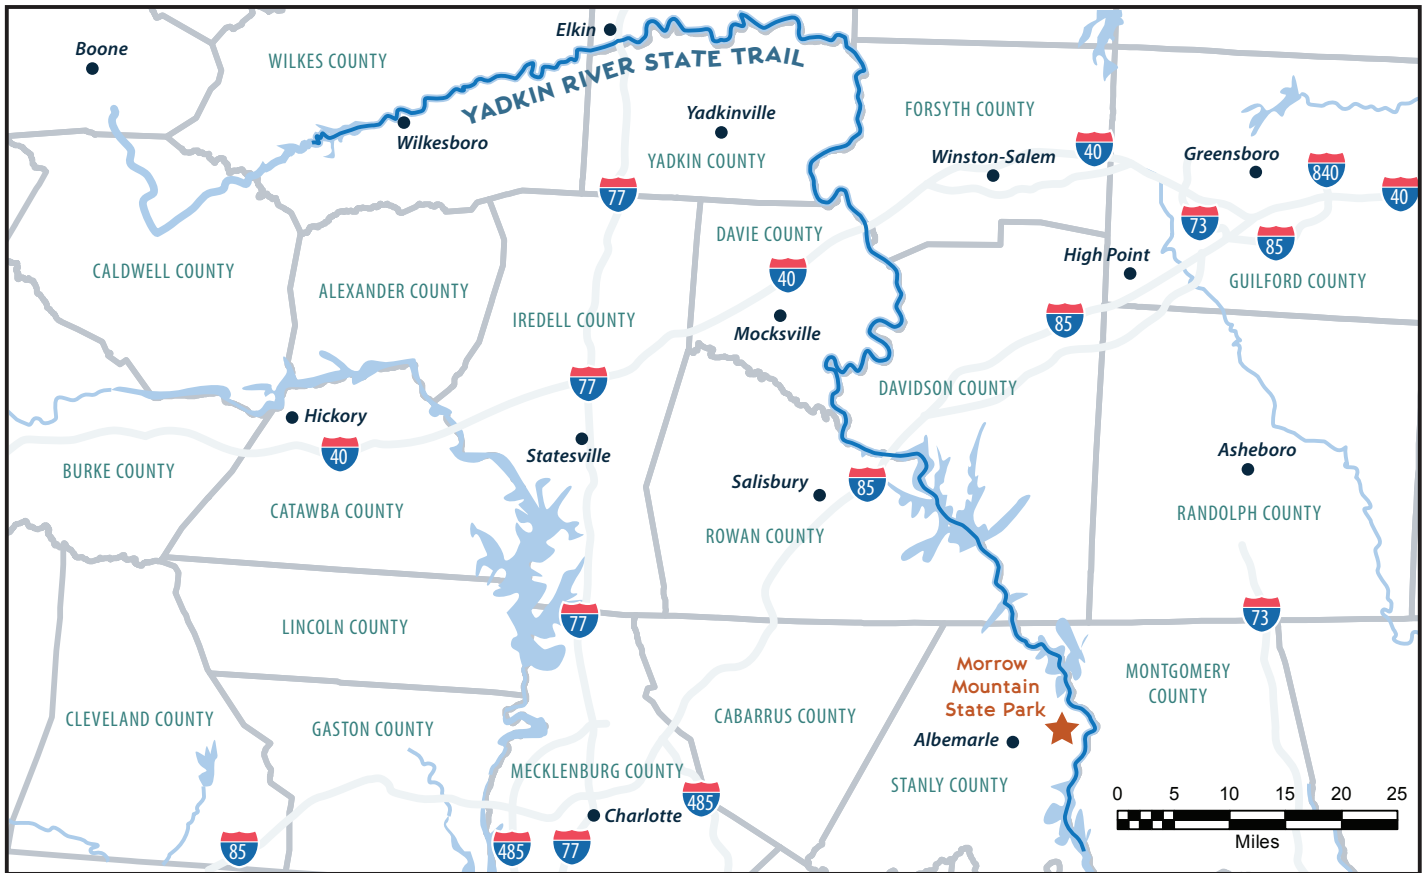 Elkin
Boone
WILKES COUNTY
YADKIN RIVER STATE TRAIL
Wilkesboro
Yadkinville
YADKIN COUNTY
FORSYTH COUNTY
Winston-Salem
40
Greensboro
840
40
77
73
85
DAVIE COUNTY
High Point
GUILFORD COUNTY
CALDWELL COUNTY
ALEXANDER COUNTY
40
IREDELL COUNTY
Mocksville
85
77
DAVIDSON COUNTY
Hickory
40
Statesville
BURKE COUNTY
Asheboro
Salisbury
85
CATAWBA COUNTY
ROWAN COUNTY
RANDOLPH COUNTY
LINCOLN COUNTY
77
73
Morrow
Mountain
State Park
MONTGOMERY
COUNTY
CLEVELAND COUNTY
GASTON COUNTY
CABARRUS COUNTY
Albemarle
MECKLENBURG COUNTY
STANLY COUNTY
485
Charlotte
0 5 10 15 20 25
Miles
85
485
77